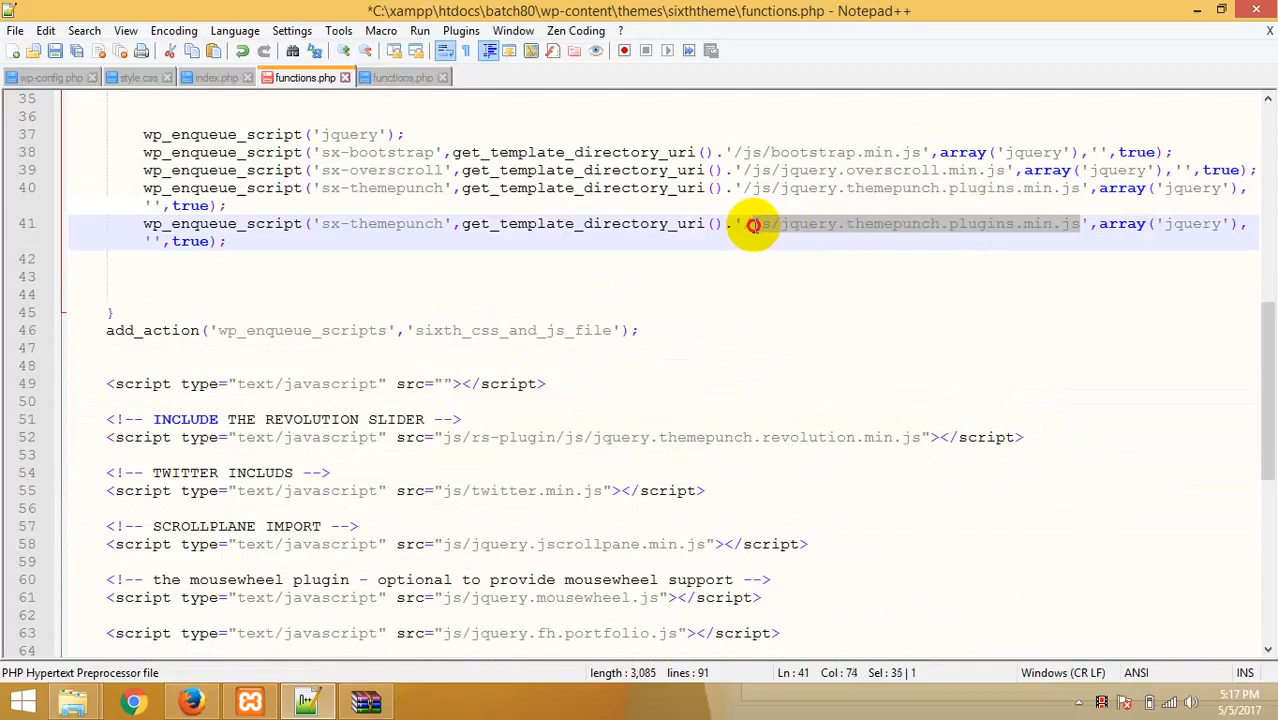 *C:\xampp\htdocs\batch80\wp-content\themes\sixththeme\functions.php - Notepad++
File Edit Search View Encoding Language Settings Tools Macro Run Plugins Window Zen Coding ? X
wp-config.php style.css index.php functions.php functions.php
35
36
37 wp_enqueue_script('jquery');
38 wp_enqueue_script('sx-bootstrap',get_template_directory_uri().'/js/bootstrap.min.js',array('jquery'),'',true);
39 wp_enqueue_script('sx-overscroll',get_template_directory_uri().'/js/jquery.overscroll.min.js',array('jquery'),'',true);
40 wp_enqueue_script('sx-themepunch',get_template_directory_uri().'/js/jquery.themepunch.plugins.min.js',array('jquery'),
'',true);
41 wp_enqueue_script('sx-themepunch',get_template_directory_uri().'/js/jquery.themepunch.plugins.min.js',array('jquery'),
'',true);
42
43
44
45 }
46 add_action('wp_enqueue_scripts','sixth_css_and_js_file');
47
48
49 <script type="text/javascript" src=""></script>
50
51 <!-- INCLUDE THE REVOLUTION SLIDER -->
52 <script type="text/javascript" src="js/rs-plugin/js/jquery.themepunch.revolution.min.js"></script>
53
54 <!-- TWITTER INCLUDS -->
55 <script type="text/javascript" src="js/twitter.min.js"></script>
56
57 <!-- SCROLLPLANE IMPORT -->
58 <script type="text/javascript" src="js/jquery.jscrollpane.min.js"></script>
59
60 <!-- the mousewheel plugin - optional to provide mousewheel support -->
61 <script type="text/javascript" src="js/jquery.mousewheel.js"></script>
62
63 <script type="text/javascript" src="js/jquery.fh.portfolio.js"></script>
64
PHP Hypertext Preprocessor file length : 3,085 lines : 91 Ln : 41 Col : 74 Sel : 35 | 1 Windows (CR LF) ANSI INS
5:17 PM
5/5/2017